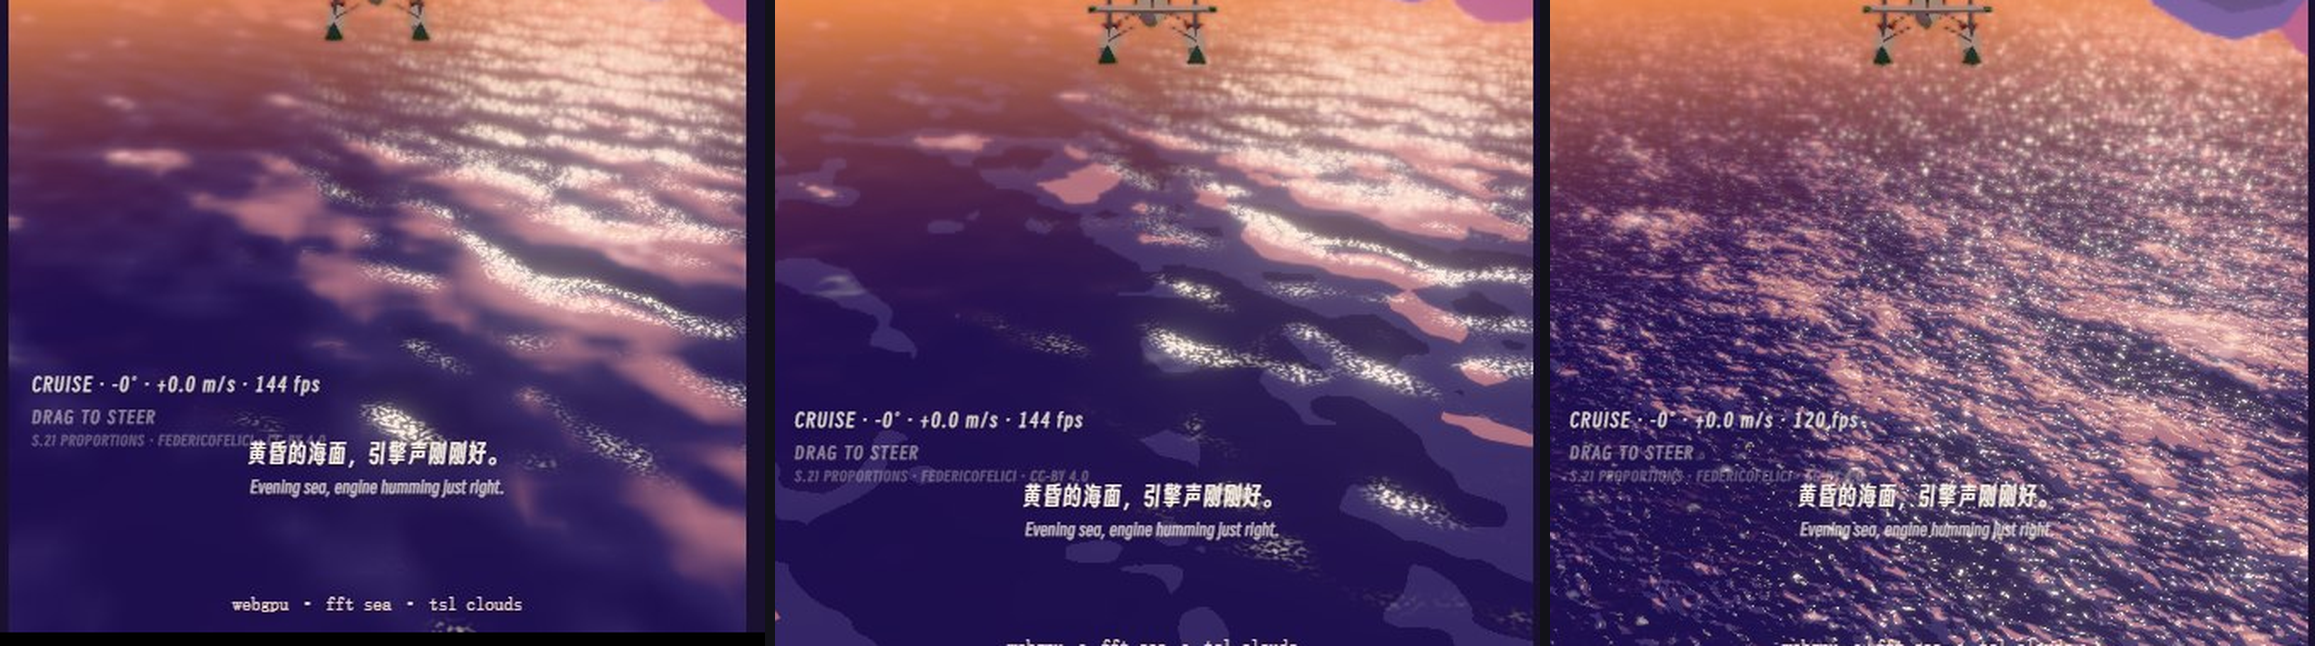 CRUISE · -0° · +0.0 m/s · 144 fps
DRAG TO STEER
S.21 PROPORTIONS · FEDERICOFELICI · CC-BY 4.0
黄昏的海面，引擎声刚刚好。
Evening sea, engine humming just right.
webgpu · fft sea · tsl clouds
CRUISE · -0° · +0.0 m/s · 144 fps
DRAG TO STEER
S.21 PROPORTIONS · FEDERICOFELICI · CC-BY 4.0
黄昏的海面，引擎声刚刚好。
Evening sea, engine humming just right.
CRUISE · -0° · +0.0 m/s · 120 fps
DRAG TO STEER
S.21 PROPORTIONS · FEDERICOFELICI
黄昏的海面，引擎声刚刚好。
Evening sea, engine humming just right.